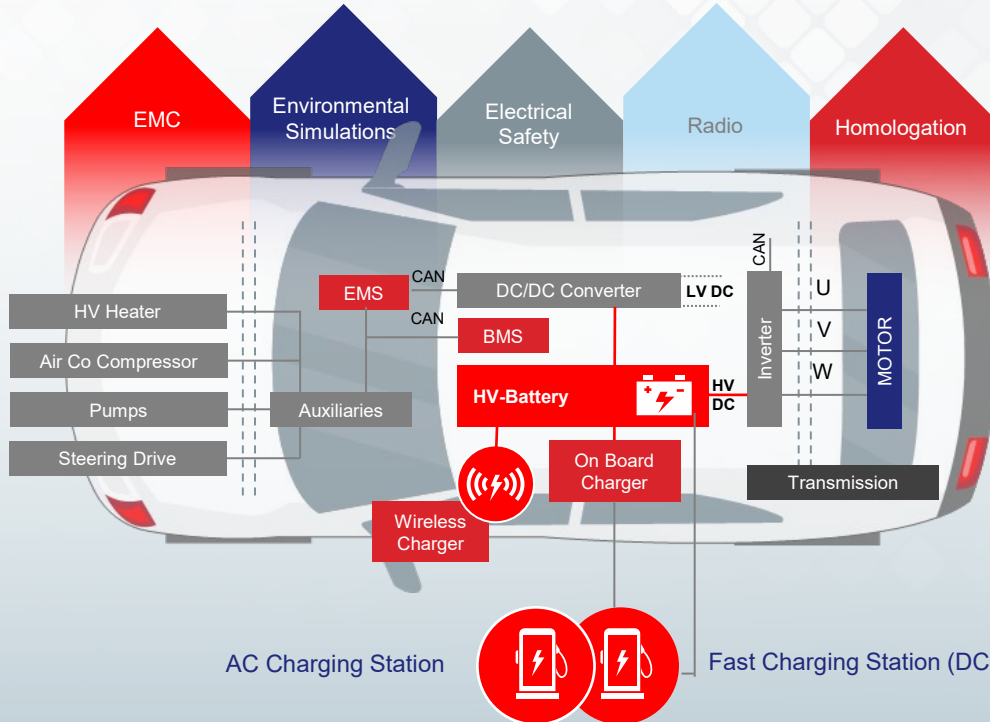 EMC
Environmental
Simulations
Electrical
Safety
Radio
Homologation
CAN
CAN
EMS
DC/DC Converter
LV DC
U
HV Heater
CAN
BMS
V
Inverter
MOTOR
Air Co Compressor
W
HV-Battery
HV
DC
Pumps
Auxiliaries
Steering Drive
On Board
Charger
Transmission
Wireless
Charger
AC Charging Station
Fast Charging Station (DC